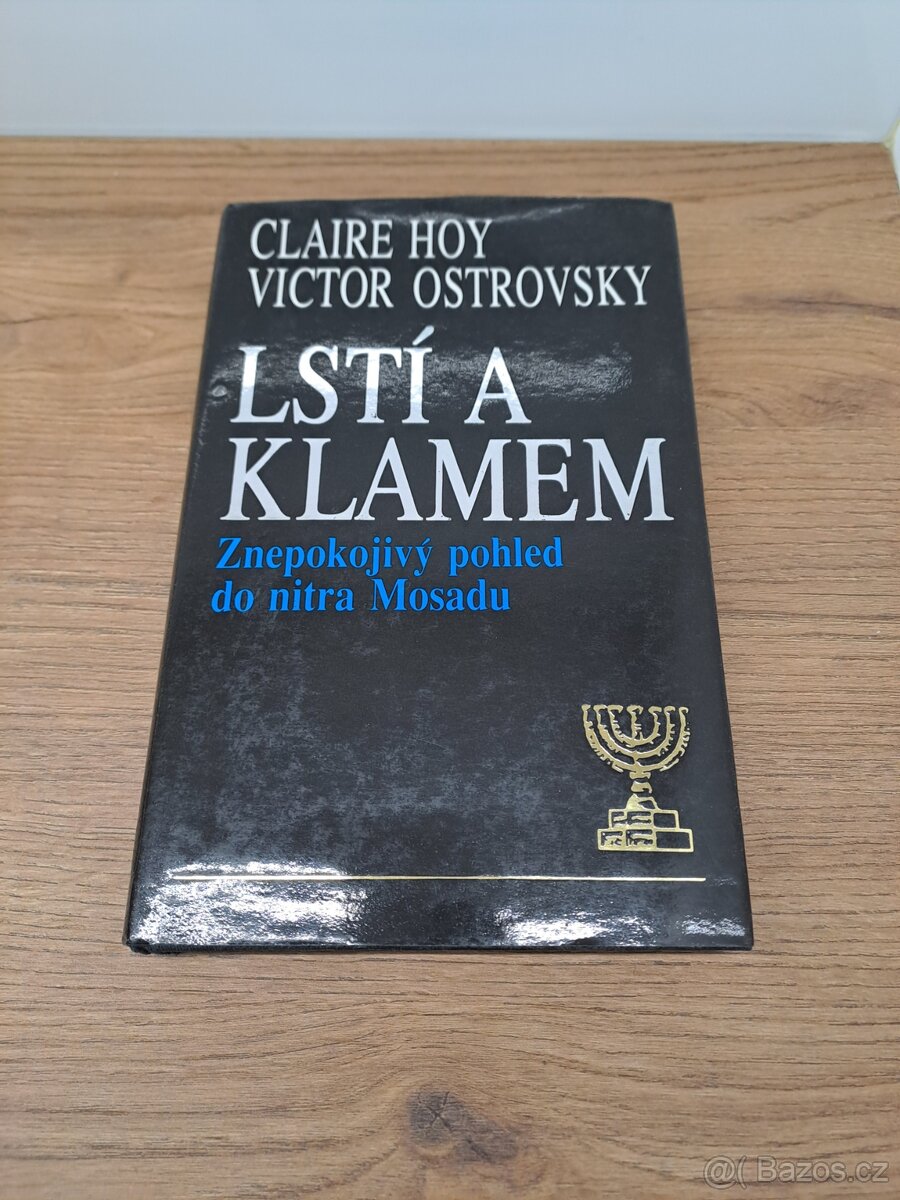 CLAIRE HOY
VICTOR OSTROVSKY
LSTÍ A
KLAMEM
Znepokojivý pohled
do nitra Mosadu
@( Bazos.cz